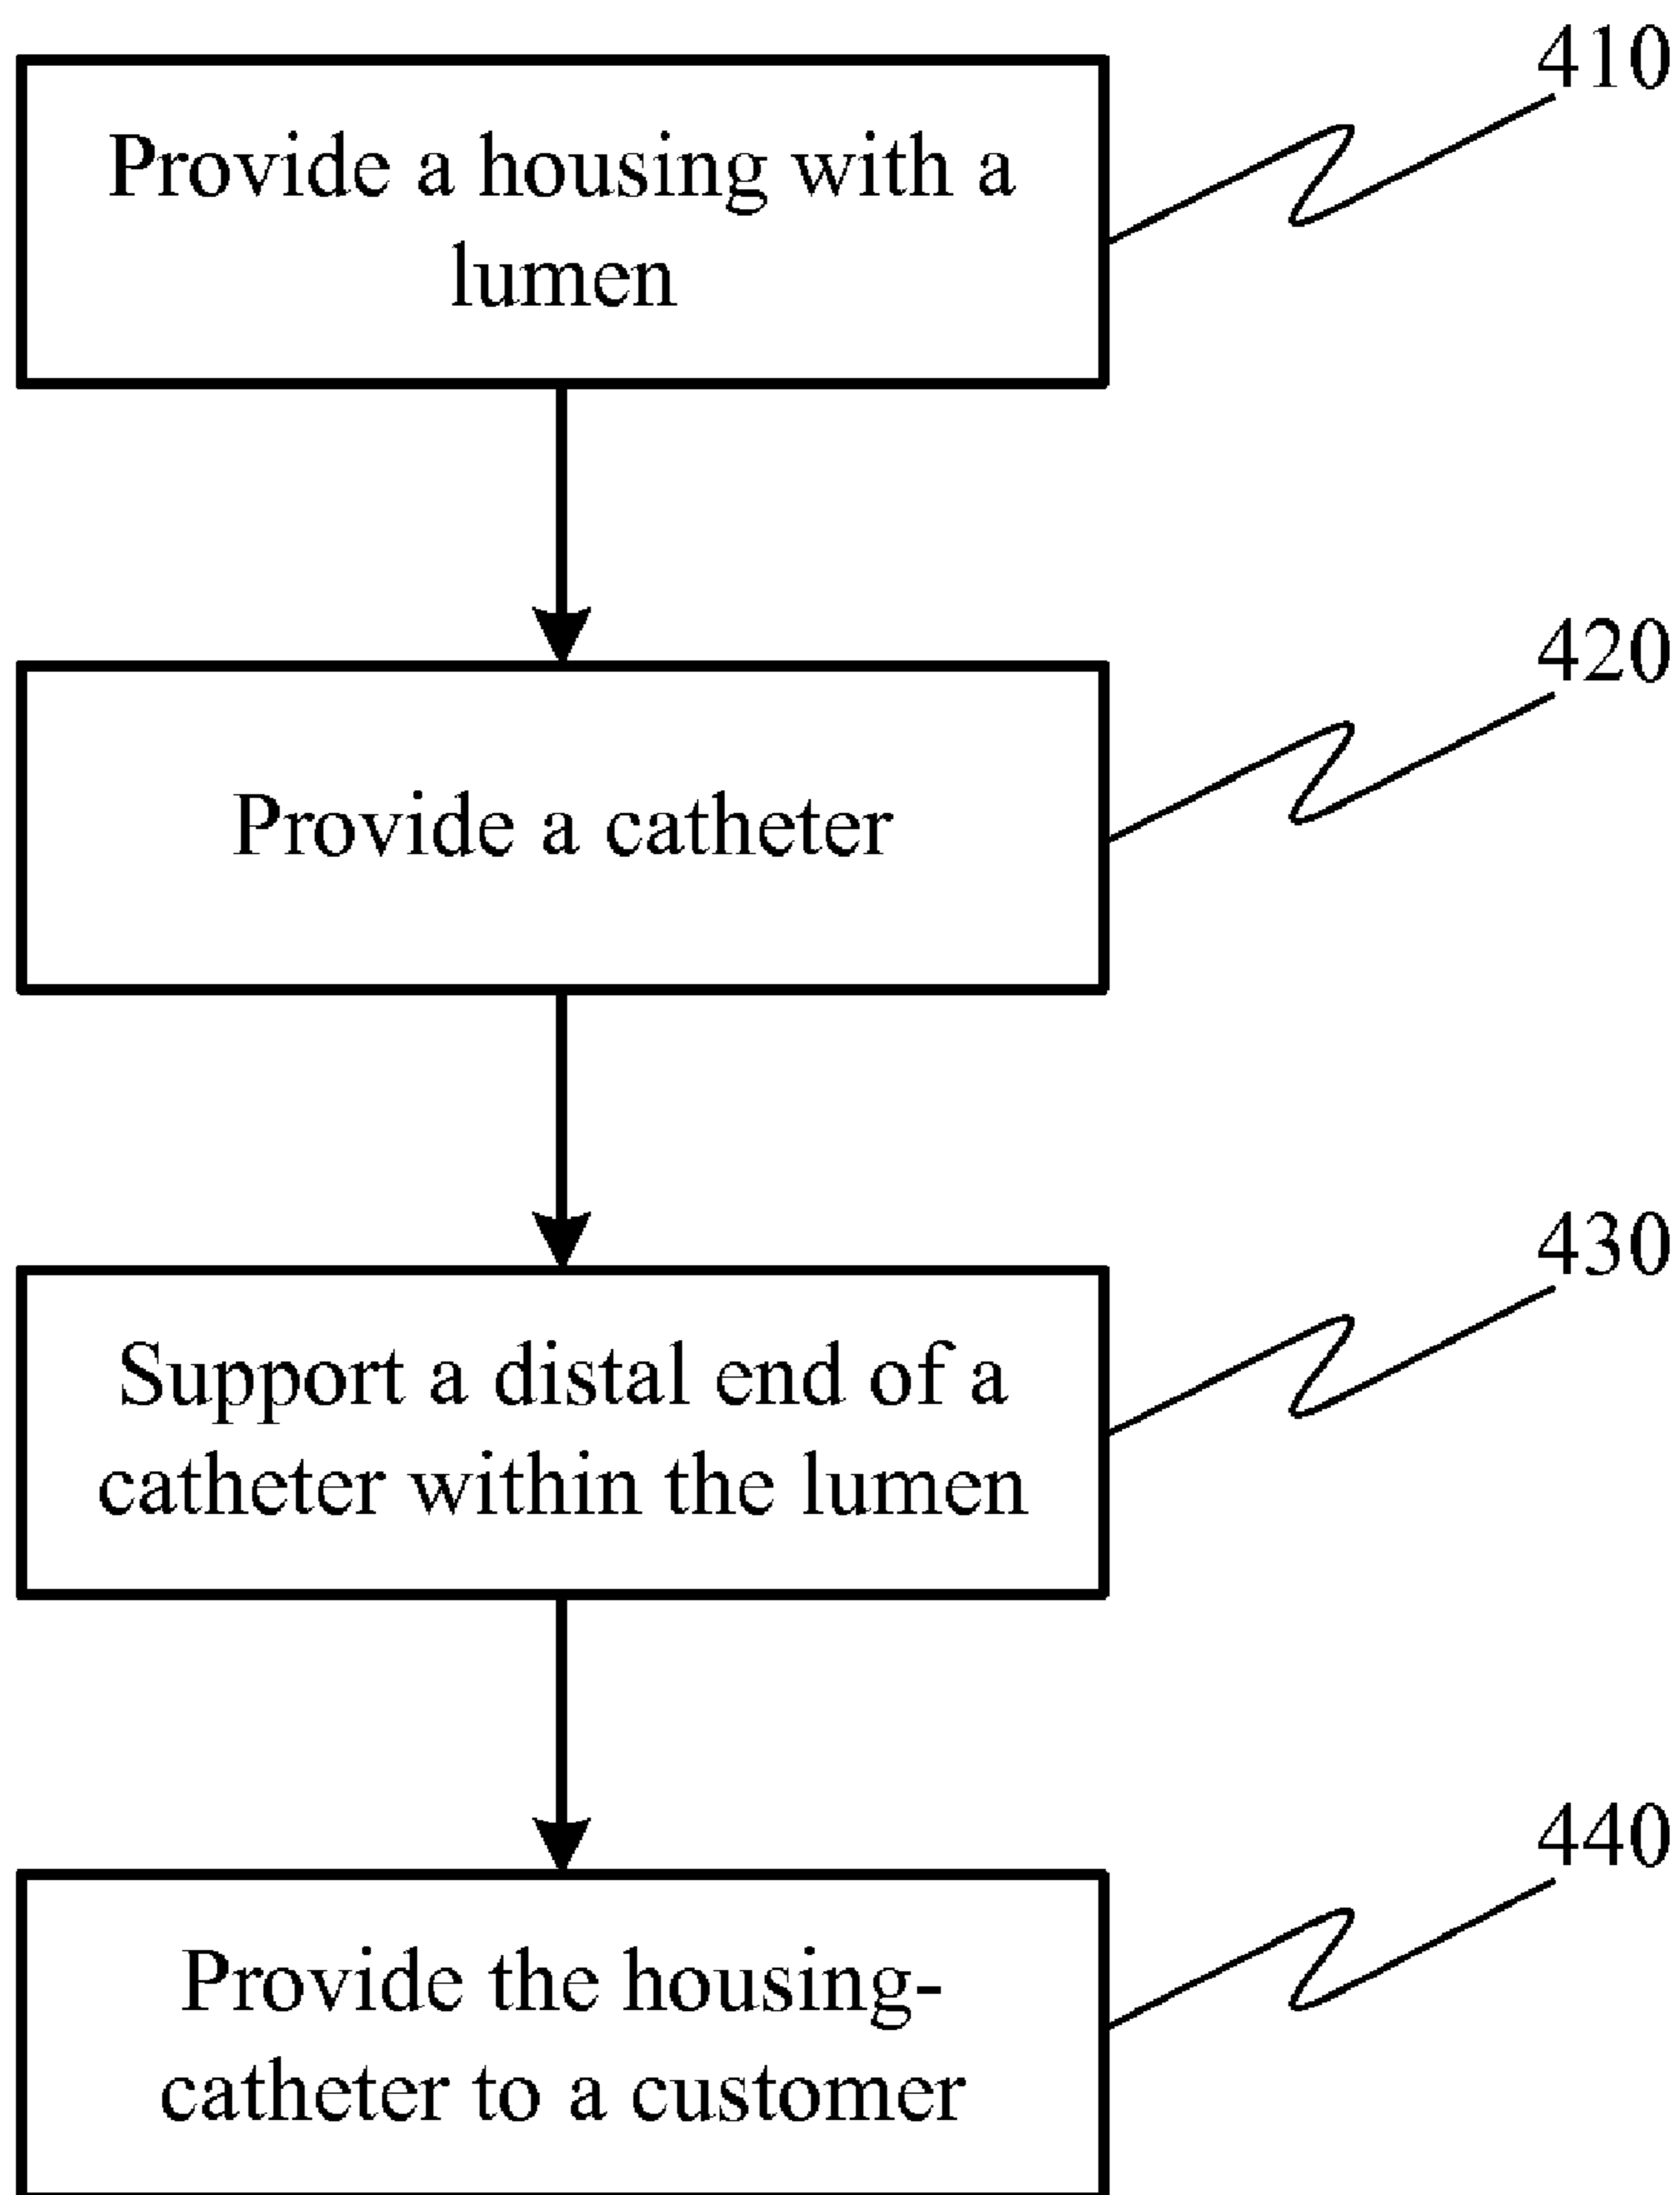 410
Provide a housing with a
lumen
420
Provide a catheter
430
Support a distal end of a
catheter within the lumen
440
Provide the housing-
catheter to a customer